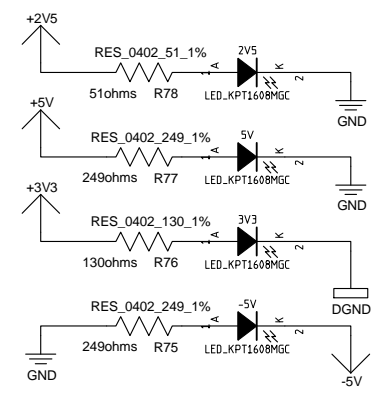 +2V5
RES_0402_51_1% 2V5
1 A K 2
51ohms R78 LED_KPT1608MGC
GND
+5V
RES_0402_249_1% 5V
1 A K 2
249ohms R77 LED_KPT1608MGC
GND
+3V3
RES_0402_130_1% 3V3
1 A K 2
130ohms R76 LED_KPT1608MGC
DGND
RES_0402_249_1% -5V
1 A K 2
249ohms R75 LED_KPT1608MGC
GND
-5V